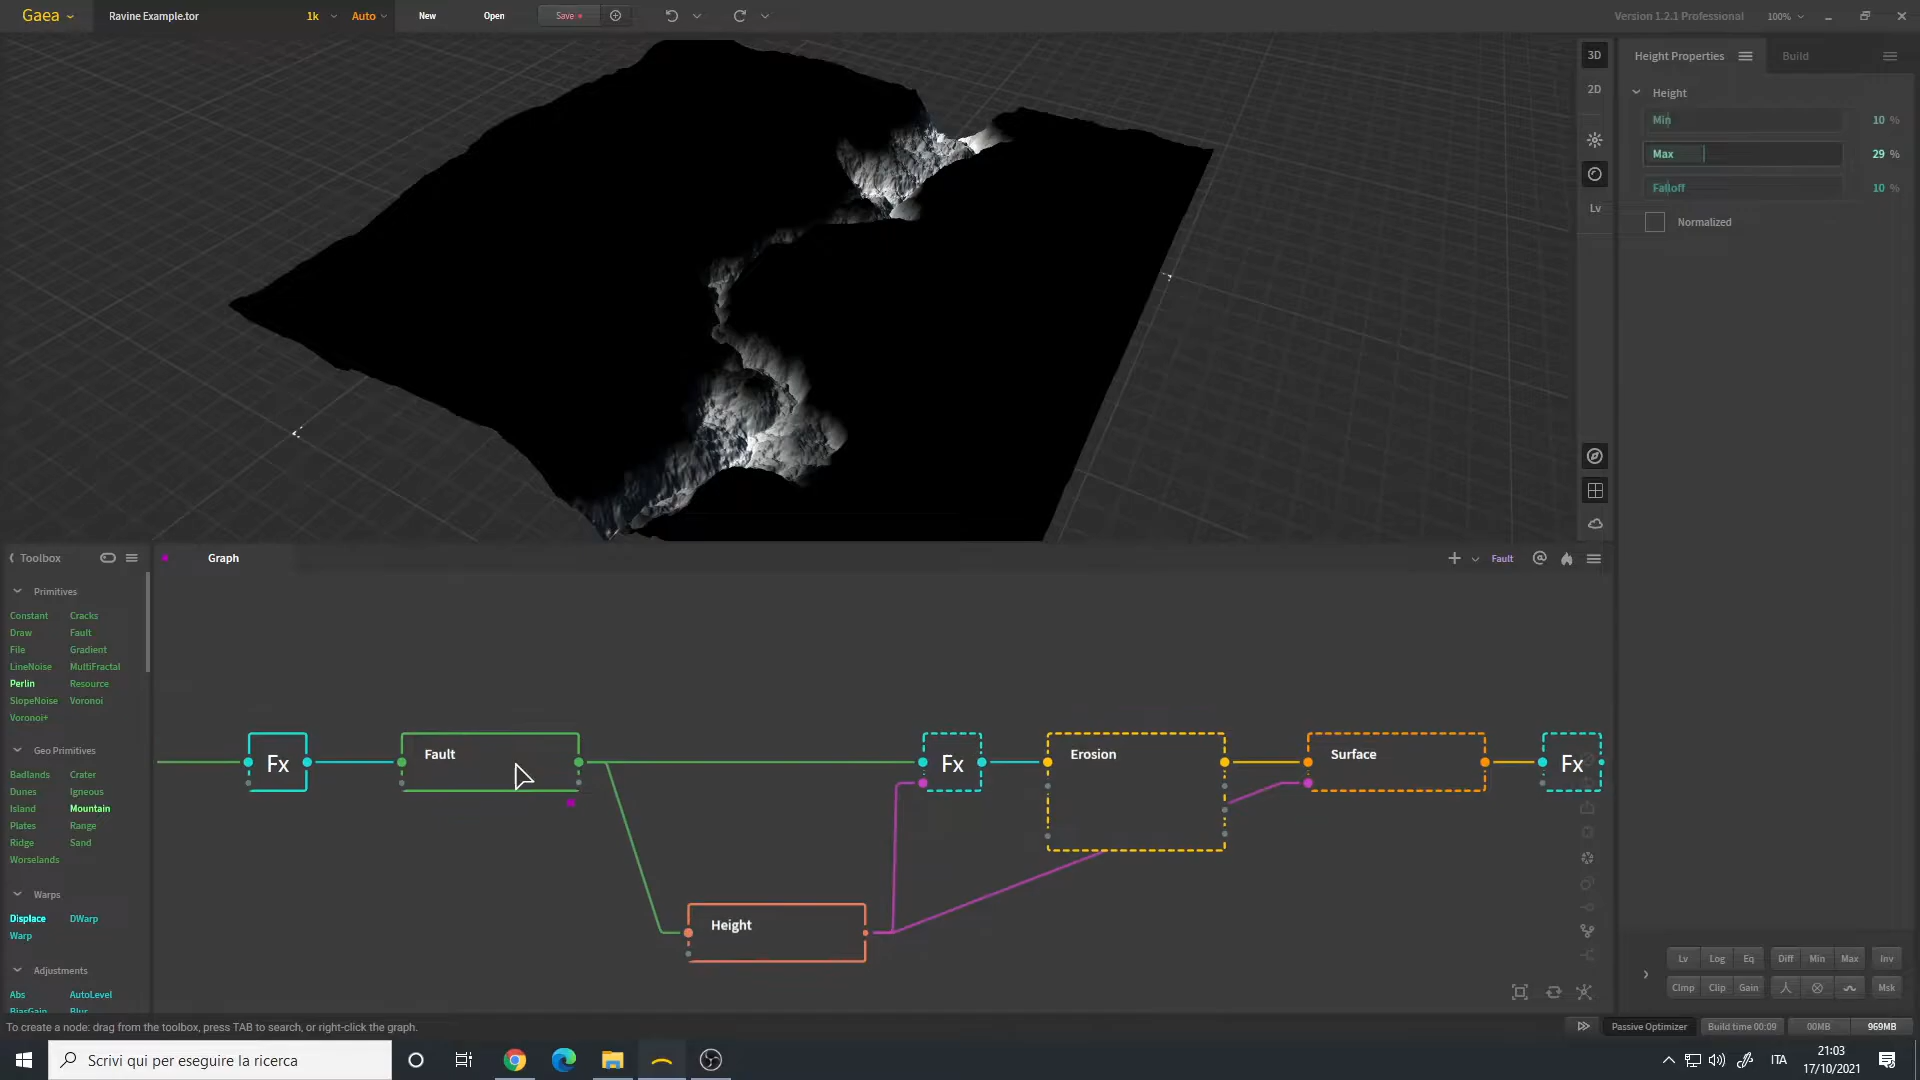 Gaea
Ravine Example.tor
1k
Auto
New
Open
Save
Version 1.2.1 Professional
100%
3D
2D
Lv
Height Properties
Build
Height
Min 10 %
Max 29 %
Falloff 10 %
Normalized
Toolbox
Graph
Fault
Primitives
Constant Cracks
Draw Fault
File Gradient
LineNoise MultiFractal
Perlin Resource
SlopeNoise Voronoi
Voronoi+
Geo Primitives
Badlands Crater
Dunes Igneous
Island Mountain
Plates Range
Ridge Sand
Worselands
Warps
Displace DWarp
Warp
Adjustments
Abs AutoLevel
BiasGain Blur
Fx
Fault
Fx
Erosion
Surface
Fx
Height
Lv Log Eq Diff Min Max Inv
Clmp Clip Gain Msk
To create a node: drag from the toolbox, press TAB to search, or right-click the graph.
Passive Optimizer
Build time 00:09
00MB
969MB
Scrivi qui per eseguire la ricerca
ITA
21:03
17/10/2021